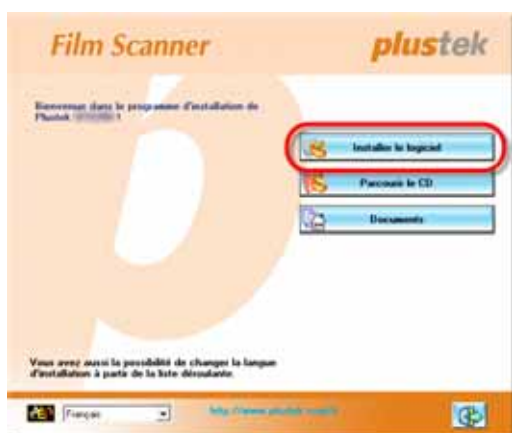 Film Scanner
plustek
Bienvenue dans le programme d'installation de
Plustek !
Installer le logiciel
Parcourir le CD
Documents
Vous avez aussi la possibilité de changer la langue
d'installation à partir de la liste déroulante.
Français